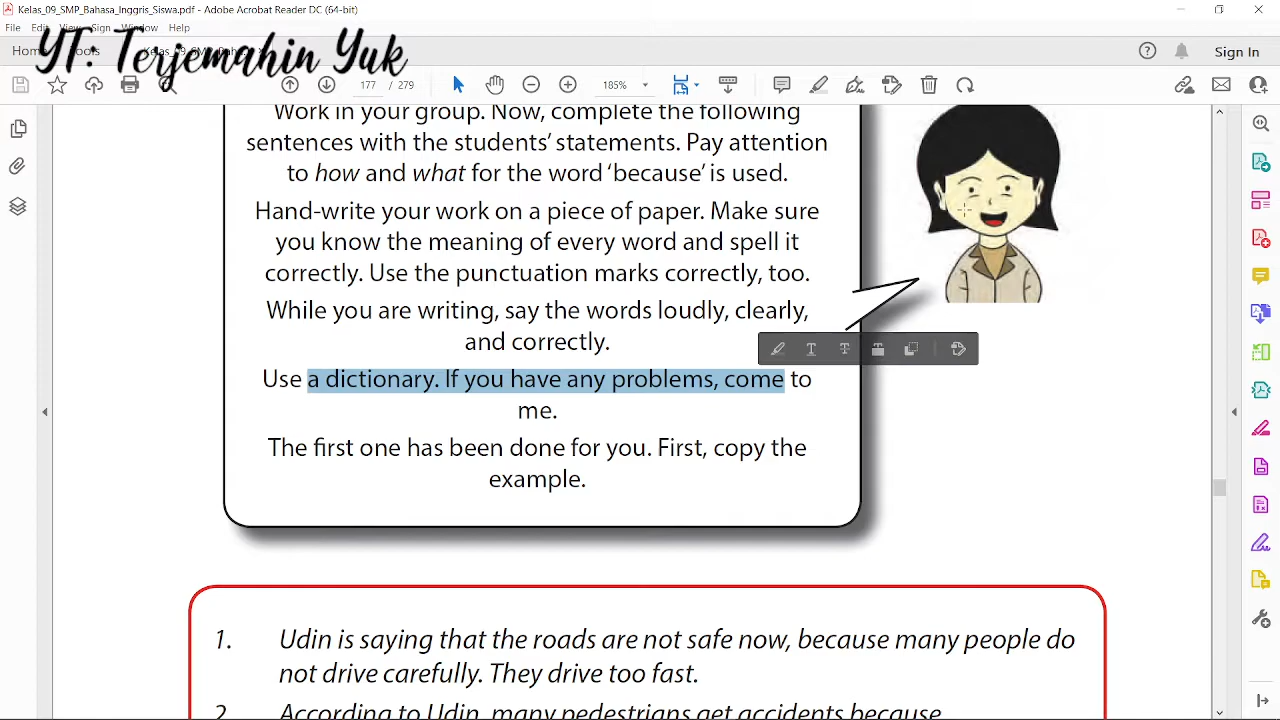 Kelas_09_SMP_Bahasa_Inggris_Siswa.pdf - Adobe Acrobat Reader DC (64-bit)
File Edit View Sign Window Help
YT: Terjemahin Yuk
Sign In
177 / 279
185%
Work in your group. Now, complete the following
sentences with the students’ statements. Pay attention
to how and what for the word ‘because’ is used.
Hand-write your work on a piece of paper. Make sure
you know the meaning of every word and spell it
correctly. Use the punctuation marks correctly, too.
While you are writing, say the words loudly, clearly,
and correctly.
Use a dictionary. If you have any problems, come to
me.
The first one has been done for you. First, copy the
example.
1. Udin is saying that the roads are not safe now, because many people do
not drive carefully. They drive too fast.
2. According to Udin, many pedestrians get accidents because